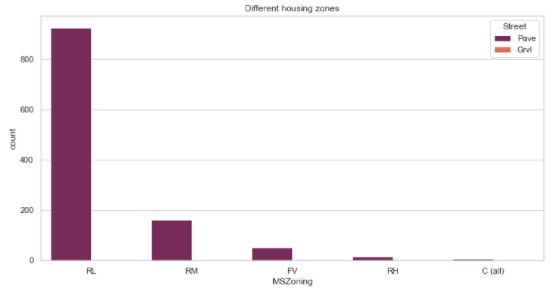 Different housing zones
Street
Pave
Grvl
800
600
400
200
0
count
RL RM FV RH C (all)
MSZoning